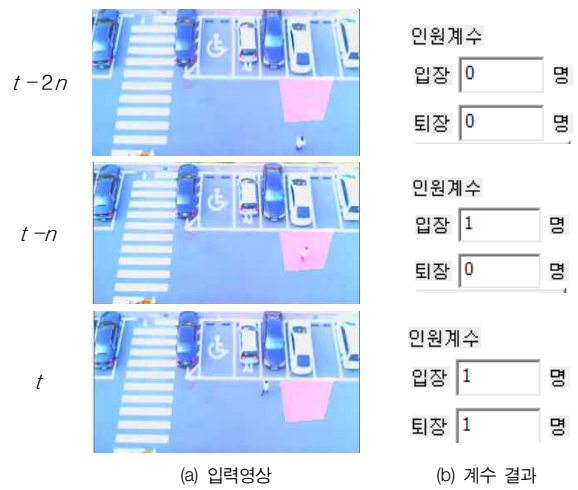 t-2n
인원계수
입장 0 명
퇴장 0 명
t-n
인원계수
입장 1 명
퇴장 0 명
t
인원계수
입장 1 명
퇴장 1 명
(a) 입력영상
(b) 계수 결과